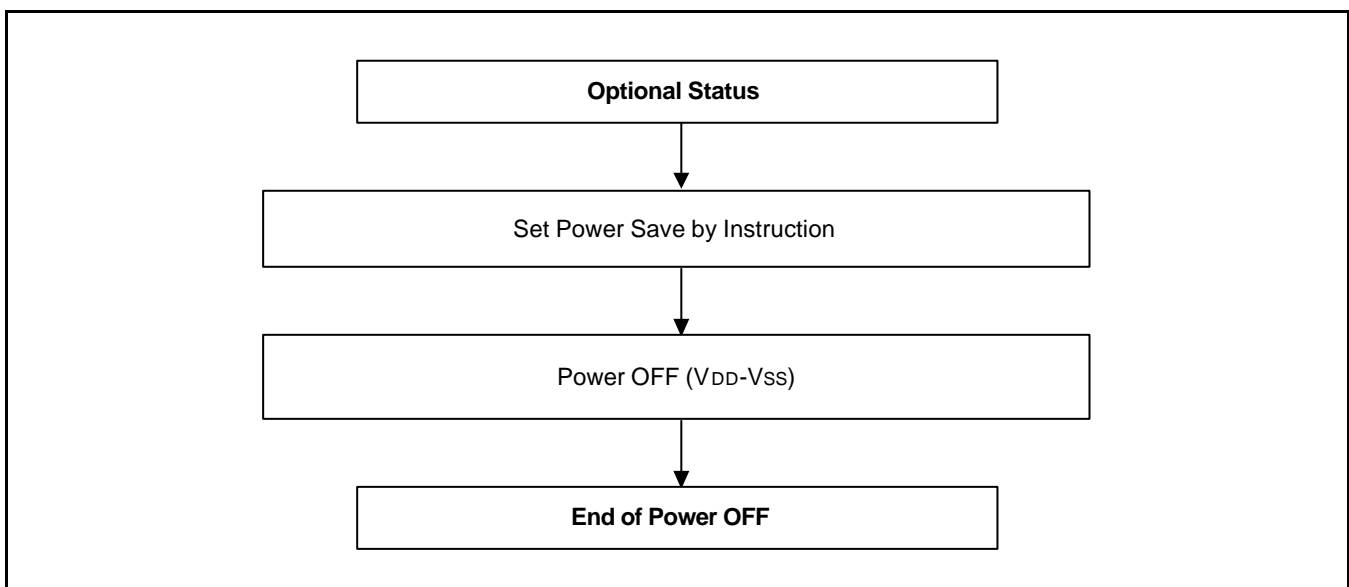 Optional Status
Set Power Save by Instruction
Power OFF (VDD-VSS)
End of Power OFF